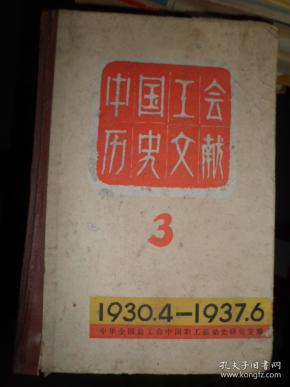 中国工会
历史文献
3
1930.4—1937.6
中华全国总工会中国职工运动史研究室编
孔夫子旧书网